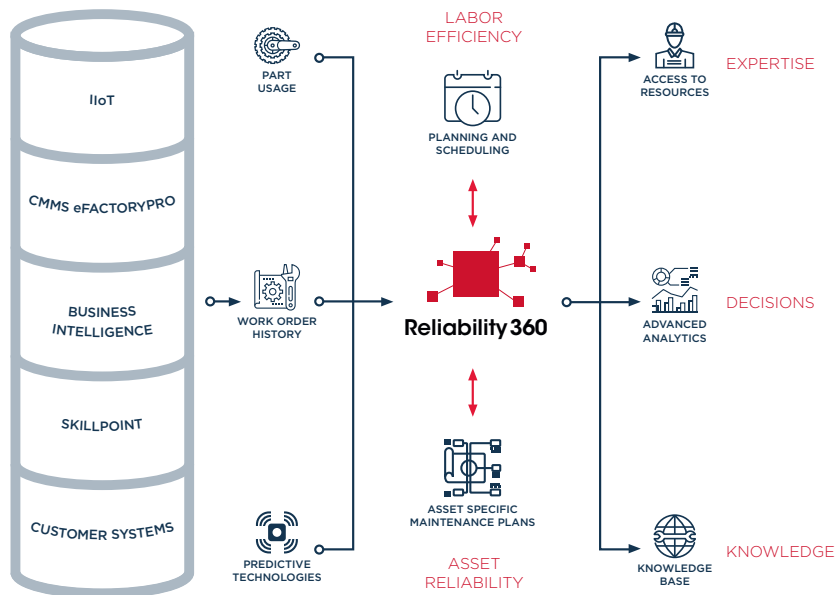 IIoT
CMMS eFACTORYPRO
BUSINESS
INTELLIGENCE
SKILLPOINT
CUSTOMER SYSTEMS
PART
USAGE
WORK ORDER
HISTORY
PREDICTIVE
TECHNOLOGIES
LABOR
EFFICIENCY
PLANNING AND
SCHEDULING
Reliability 360
ASSET SPECIFIC
MAINTENANCE PLANS
ASSET
RELIABILITY
ACCESS TO
RESOURCES
EXPERTISE
ADVANCED
ANALYTICS
DECISIONS
KNOWLEDGE
BASE
KNOWLEDGE